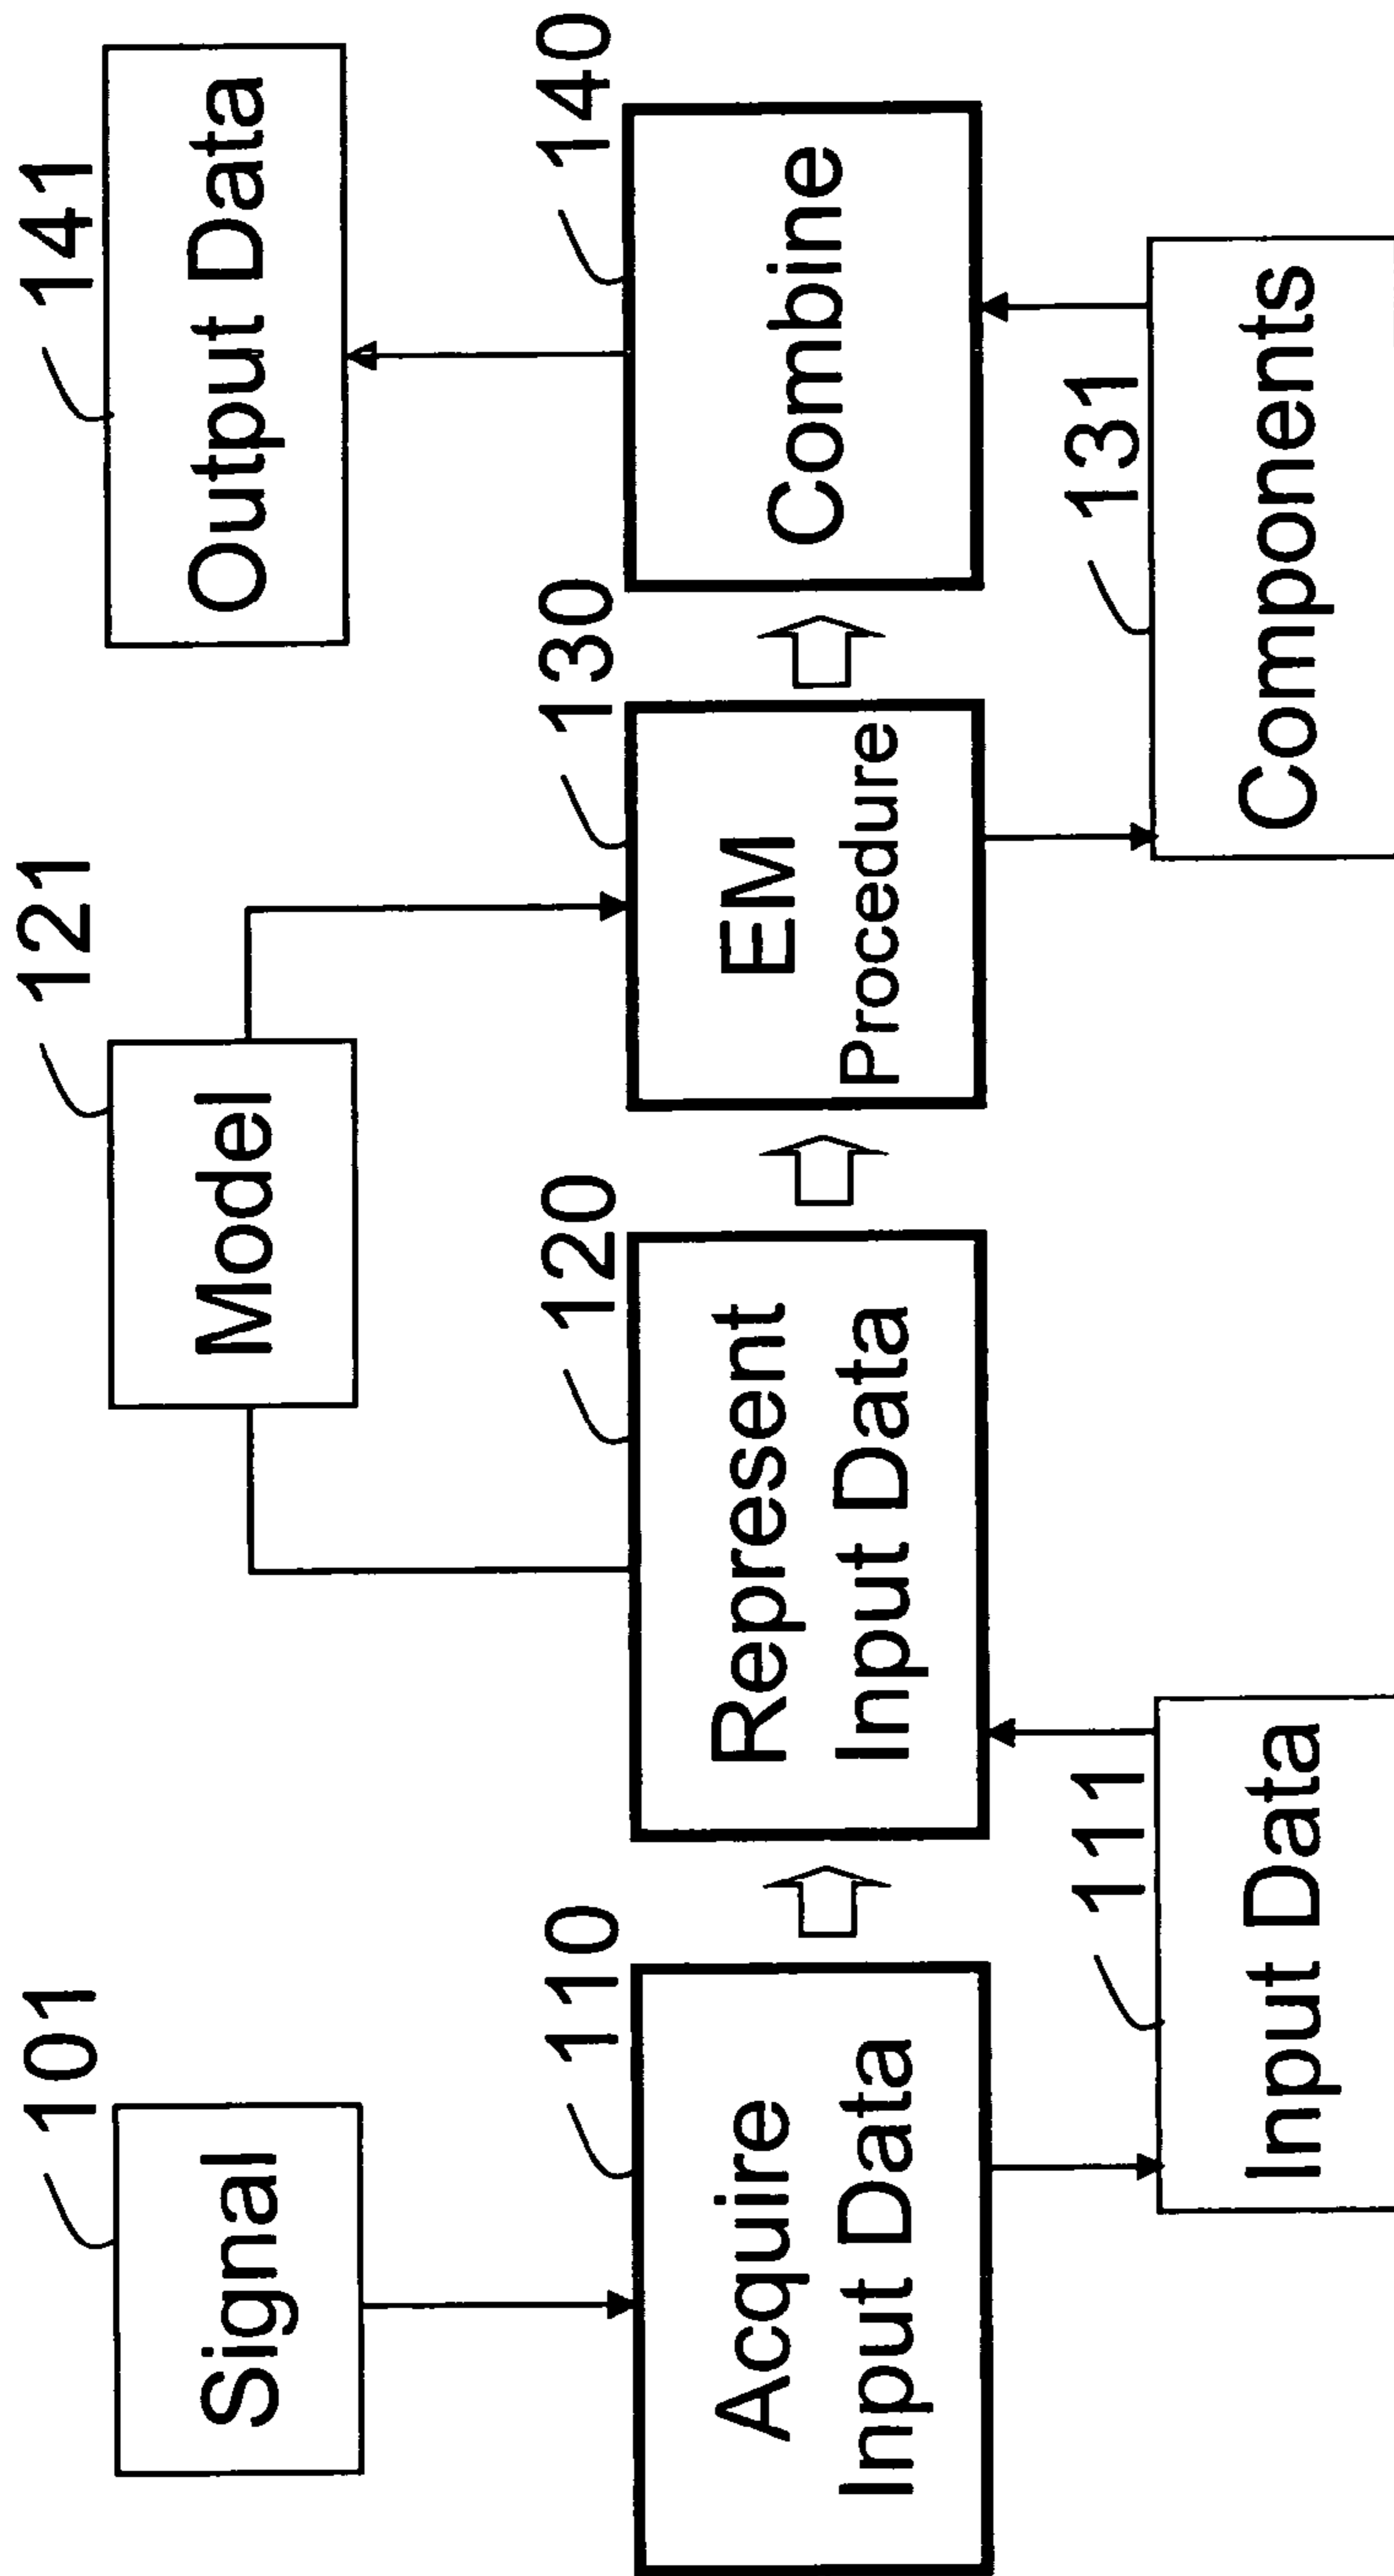 101
Signal
121
Model
141
Output Data
110
Acquire
Input Data
120
Represent
Input Data
130
EM
Procedure
140
Combine
111
Input Data
131
Components